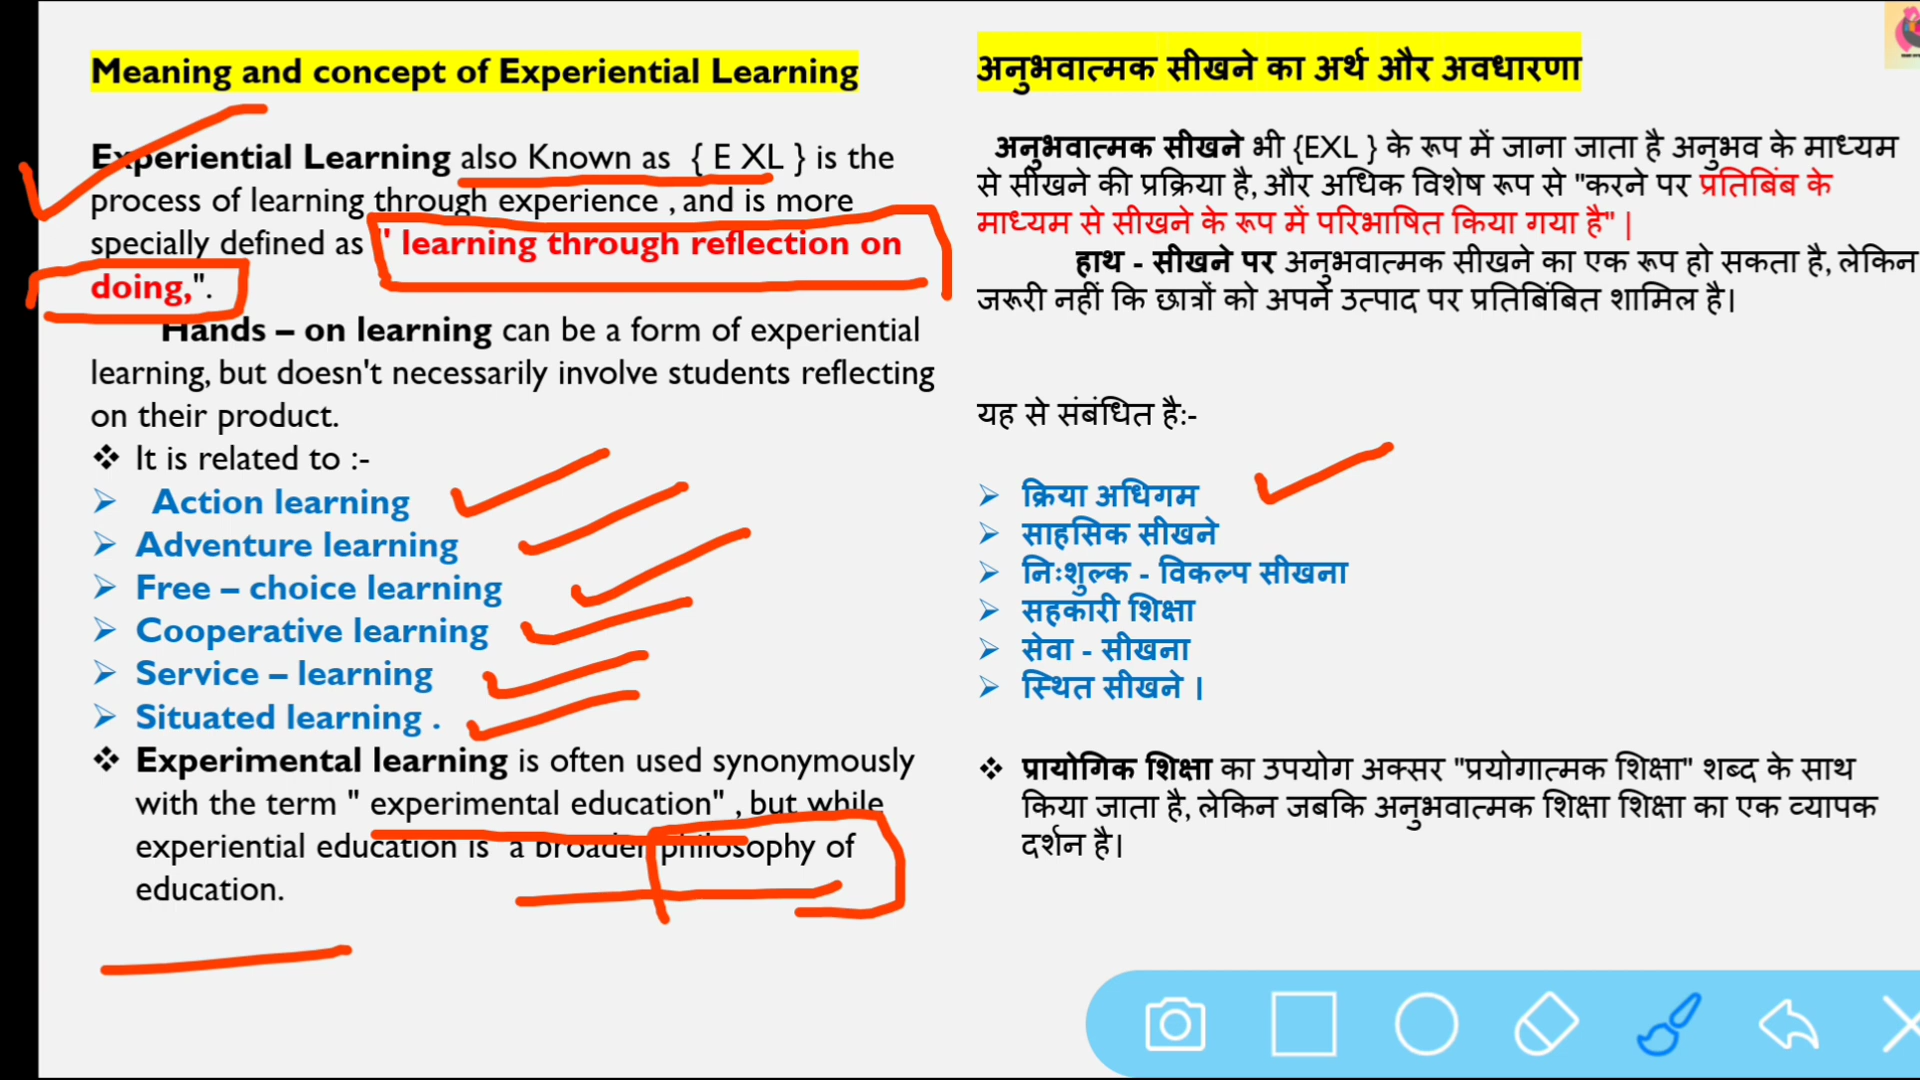 Meaning and concept of Experiential Learning
Experiential Learning also Known as { E XL } is the
process of learning through experience , and is more
specially defined as " learning through reflection on
doing,".
Hands – on learning can be a form of experiential
learning, but doesn't necessarily involve students reflecting
on their product.
❖ It is related to :-
➢ Action learning
➢ Adventure learning
➢ Free – choice learning
➢ Cooperative learning
➢ Service – learning
➢ Situated learning .
❖ Experimental learning is often used synonymously
with the term " experimental education" , but while
experiential education is a broader philosophy of
education.
अनुभवात्मक सीखने का अर्थ और अवधारणा
अनुभवात्मक सीखने भी {EXL } के रूप में जाना जाता है अनुभव के माध्यम
से सीखने की प्रक्रिया है, और अधिक विशेष रूप से "करने पर प्रतिबिंब के
माध्यम से सीखने के रूप में परिभाषित किया गया है" |
हाथ - सीखने पर अनुभवात्मक सीखने का एक रूप हो सकता है, लेकिन
जरूरी नहीं कि छात्रों को अपने उत्पाद पर प्रतिबिंबित शामिल है।
यह से संबंधित है:-
➢ क्रिया अधिगम
➢ साहसिक सीखने
➢ निःशुल्क - विकल्प सीखना
➢ सहकारी शिक्षा
➢ सेवा - सीखना
➢ स्थित सीखने ।
❖ प्रायोगिक शिक्षा का उपयोग अक्सर "प्रयोगात्मक शिक्षा" शब्द के साथ
किया जाता है, लेकिन जबकि अनुभवात्मक शिक्षा शिक्षा का एक व्यापक
दर्शन है।